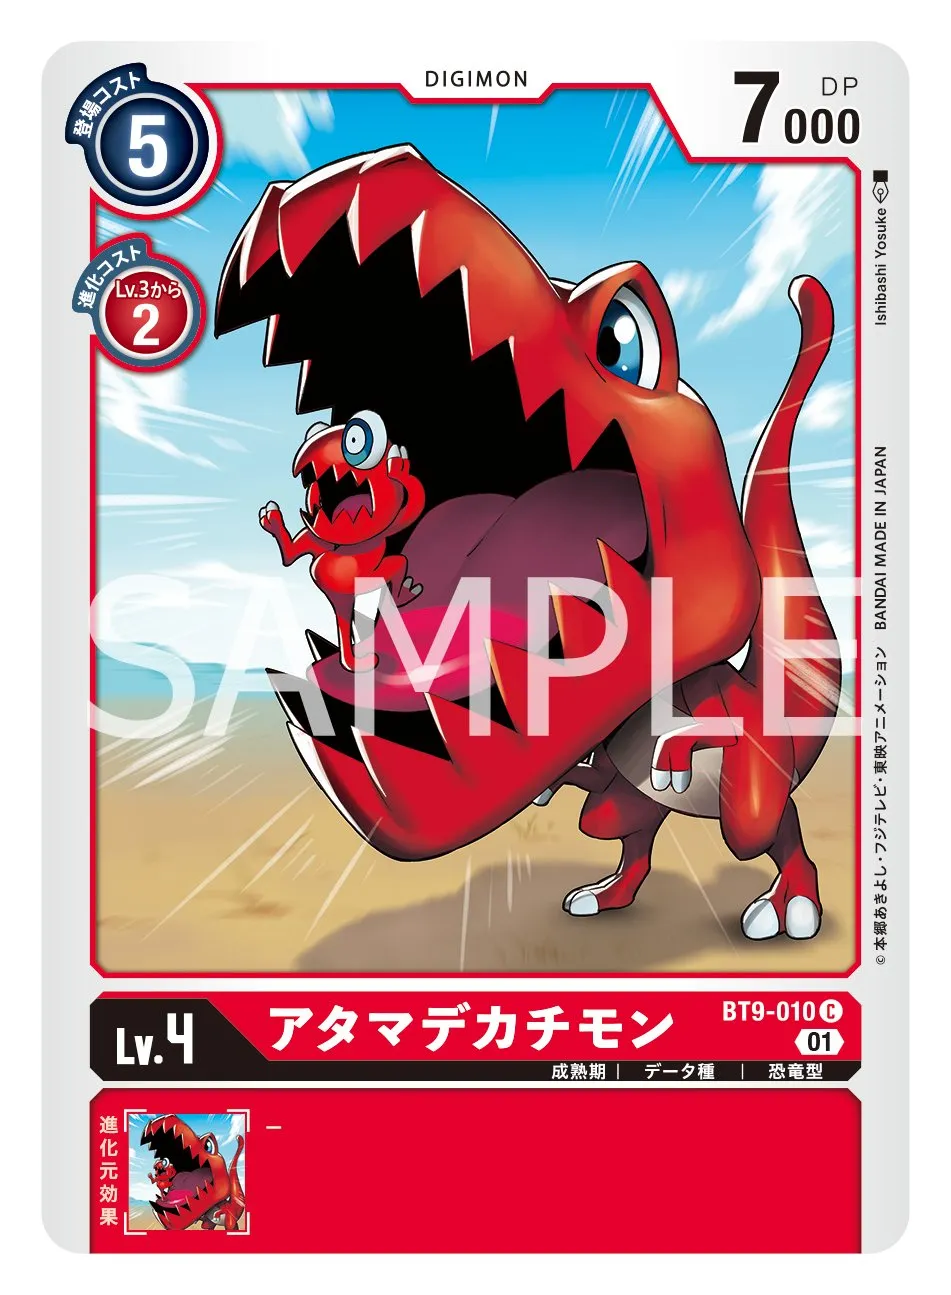 DIGIMON
登場コスト
5
7000
DP
進化コスト
Lv.3から
2
Ishibashi Yosuke
BANDAI MADE IN JAPAN
©本郷あきよし・フジテレビ・東映アニメーション
SAMPLE
Lv.4
アタマデカチモン
BT9-010 C
01
成熟期 | データ種 | 恐竜型
進化元効果
–